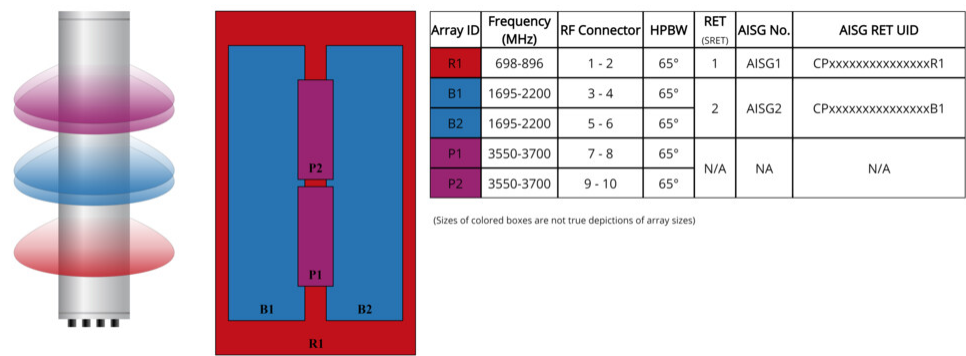 P2
P1
B1 B2
R1
Array ID Frequency (MHz) RF Connector HPBW RET (SRET) AISG No. AISG RET UID
R1 698-896 1 - 2 65° 1 AISG1 CPxxxxxxxxxxxxxxxxR1
B1 1695-2200 3 - 4 65° 2 AISG2 CPxxxxxxxxxxxxxxxxB1
B2 1695-2200 5 - 6 65°
P1 3550-3700 7 - 8 65° N/A NA N/A
P2 3550-3700 9 - 10 65°
(Sizes of colored boxes are not true depictions of array sizes)